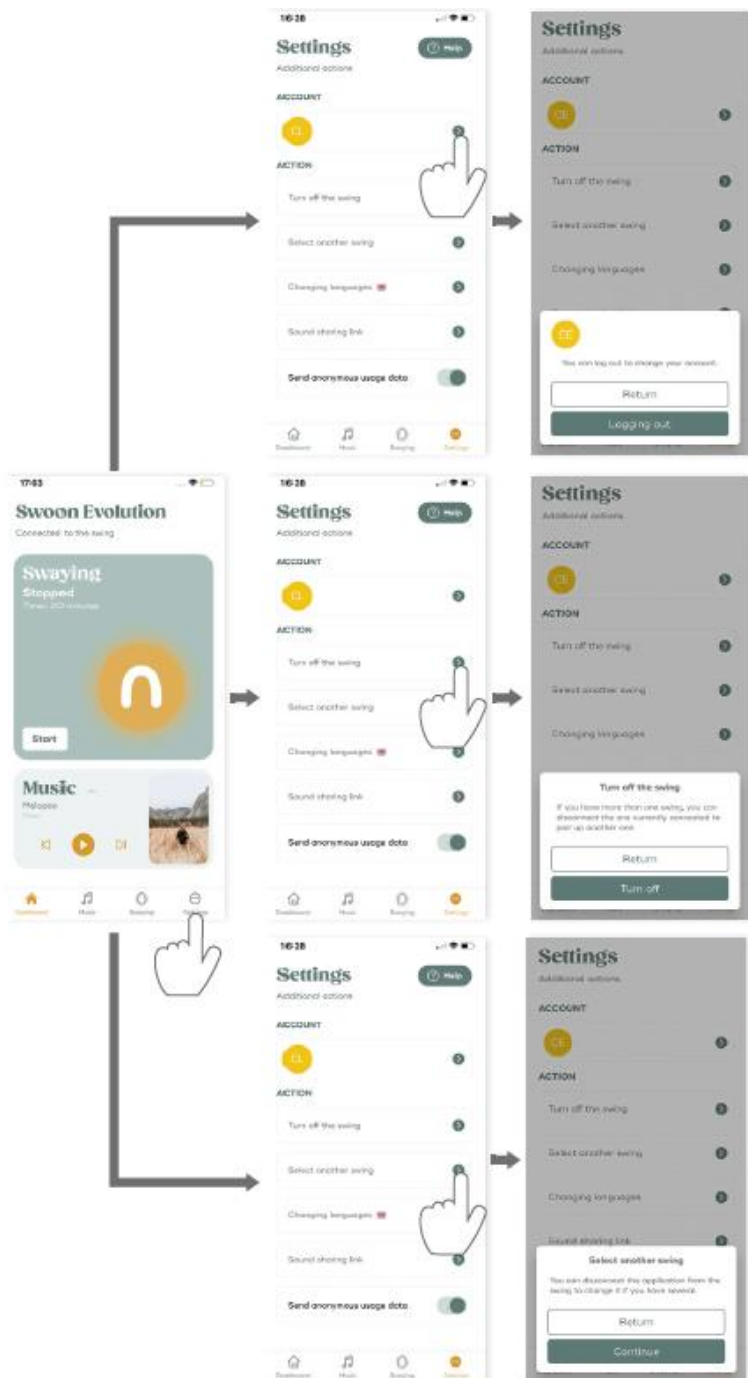 16:28
Settings
Help
Additional actions
ACCOUNT
CL
ACTION
Turn off the swing
Select another swing
Changing languages
Sound sharing link
Send anonymous usage data
Dashboard
Music
Swaying
Settings
Settings
Additional actions
ACCOUNT
CE
ACTION
Turn off the swing
Select another swing
Changing languages
CE
You can log out to change your account.
Return
Logging out
Swoon Evolution
Connected to the swing
Swaying
Stopped
Start
Music
Melopee
Dashboard
Music
Swaying
16:28
Settings
Help
Additional actions
ACCOUNT
CL
ACTION
Turn off the swing
Select another swing
Changing languages
Sound sharing link
Send anonymous usage data
Dashboard
Music
Swaying
Settings
Settings
Additional actions
ACCOUNT
CE
ACTION
Turn off the swing
Select another swing
Changing languages
Turn off the swing
If you have more than one swing, you can
disconnect the one currently connected to
pair up another one
Return
Turn off
16:28
Settings
Help
Additional actions
ACCOUNT
CL
ACTION
Turn off the swing
Select another swing
Changing languages
Sound sharing link
Send anonymous usage data
Dashboard
Music
Swaying
Settings
Settings
Additional actions
ACCOUNT
CE
ACTION
Turn off the swing
Select another swing
Changing languages
Sound sharing link
Select another swing
You can disconnect the application from the
swing to change it if you have several.
Return
Continue